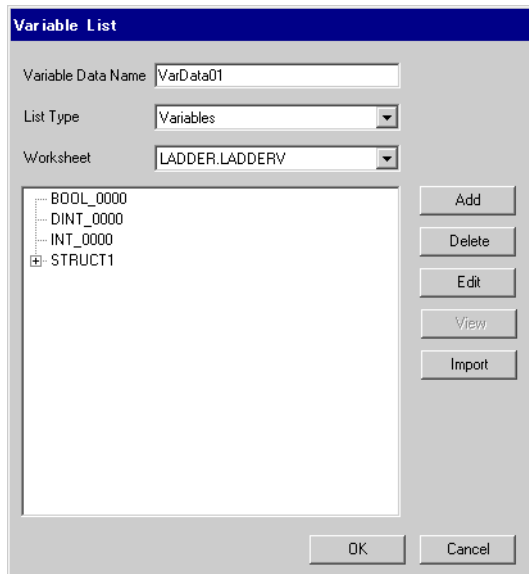 Variable List
Variable Data Name VarData01
List Type Variables
Worksheet LADDER.LADDERV
BOOL_0000
DINT_0000
INT_0000
STRUCT1
Add
Delete
Edit
View
Import
OK Cancel